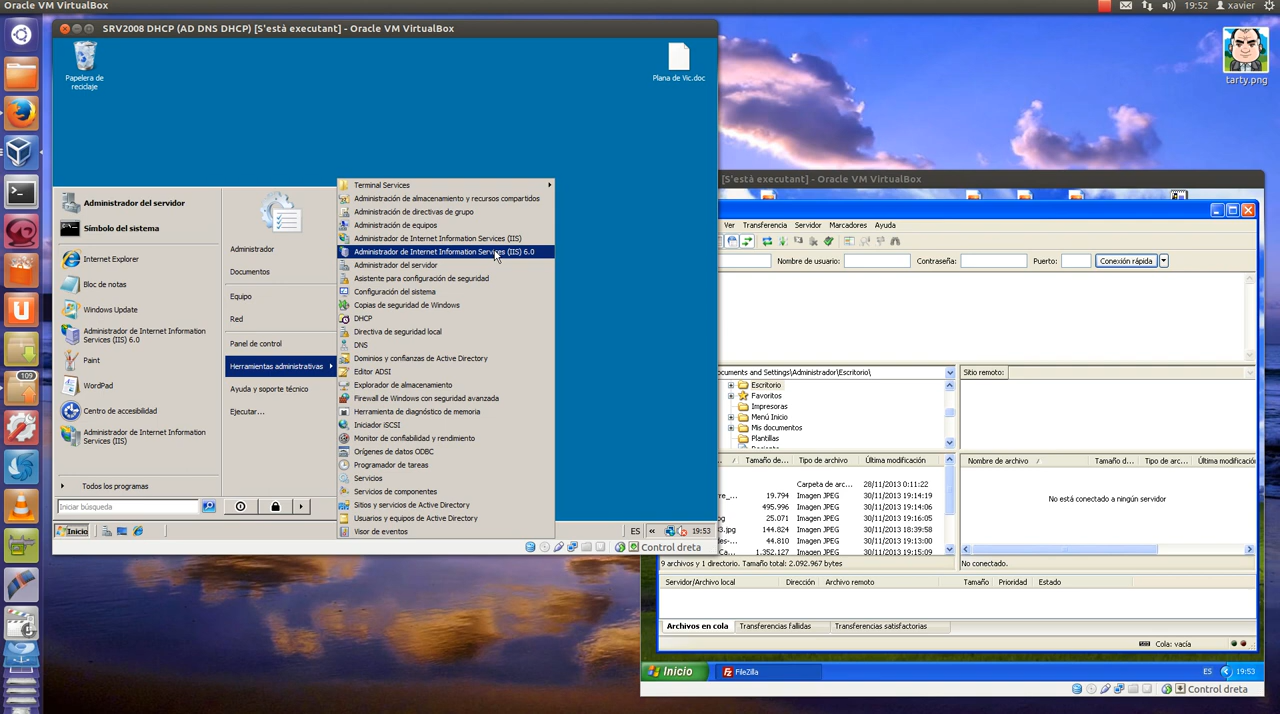 Oracle VM VirtualBox
19:52
xavier
SRV2008 DHCP (AD DNS DHCP) [S'està executant] - Oracle VM VirtualBox
Papelera de
reciclaje
Plana de Vic.doc
tarty.png
Administrador del servidor
Símbolo del sistema
Internet Explorer
Bloc de notas
Windows Update
Administrador de Internet Information
Services (IIS) 6.0
Paint
WordPad
Centro de accesibilidad
Administrador de Internet Information
Services (IIS)
Todos los programas
Iniciar búsqueda
Administrador
Documentos
Equipo
Red
Panel de control
Herramientas administrativas
Ayuda y soporte técnico
Ejecutar...
Terminal Services
Administración de almacenamiento y recursos compartidos
Administración de directivas de grupo
Administración de equipos
Administrador de Internet Information Services (IIS)
Administrador de Internet Information Services (IIS) 6.0
Administrador del servidor
Asistente para configuración de seguridad
Configuración del sistema
Copias de seguridad de Windows
DHCP
Directiva de seguridad local
DNS
Dominios y confianzas de Active Directory
Editor ADSI
Explorador de almacenamiento
Firewall de Windows con seguridad avanzada
Herramienta de diagnóstico de memoria
Iniciador iSCSI
Monitor de confiabilidad y rendimiento
Orígenes de datos ODBC
Programador de tareas
Servicios
Servicios de componentes
Sitios y servicios de Active Directory
Usuarios y equipos de Active Directory
Visor de eventos
Inicio
ES
19:53
Control dreta
109
[S'està executant] - Oracle VM VirtualBox
Ver Transferencia Servidor Marcadores Ayuda
Nombre de usuario: Contraseña: Puerto: Conexión rápida
ocuments and Settings\Administrador\Escritorio\
Sitio remoto:
Escritorio
Favoritos
Impresoras
Menú Inicio
Mis documentos
Plantillas
Tamaño de... Tipo de archivo Última modificación
Carpeta de arc... 28/11/2013 0:11:22
19.794 Imagen JPEG 30/11/2013 19:14:19
495.996 Imagen JPEG 30/11/2013 19:14:06
25.071 Imagen JPEG 30/11/2013 19:16:05
144.824 Imagen JPEG 30/11/2013 18:39:58
44.810 Imagen JPEG 30/11/2013 19:13:00
1.352.127 Imagen JPEG 30/11/2013 19:15:09
9 archivos y 1 directorio. Tamaño total: 2.092.967 bytes
Nombre de archivo Tamaño d... Tipo de arc... Última modificación
No está conectado a ningún servidor
No conectado.
Servidor/Archivo local Dirección Archivo remoto Tamaño Prioridad Estado
Archivos en cola Transferencias fallidas Transferencias satisfactorias
Cola: vacía
Inicio
FileZilla
ES
19:53
Control dreta